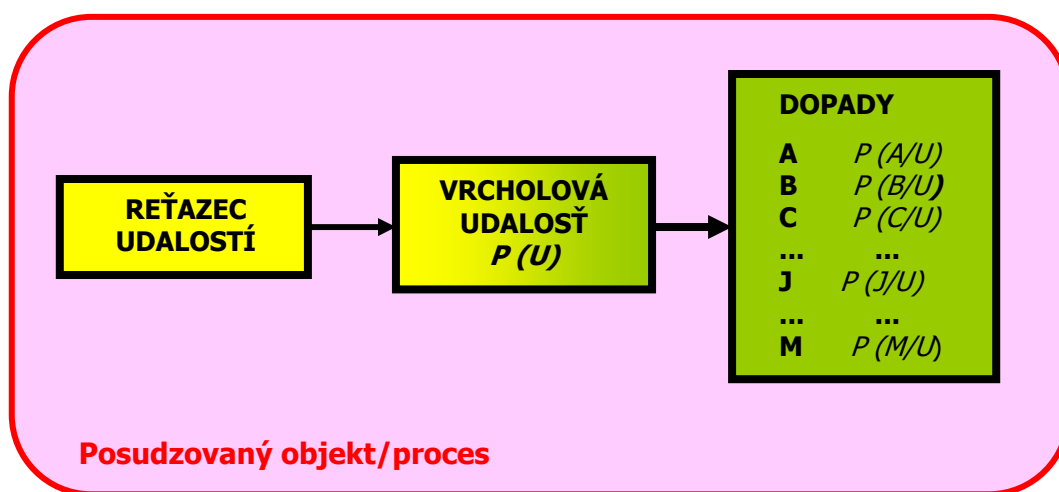 REŤAZEC
UDALOSTÍ
VRCHOLOVÁ
UDALOSŤ
P (U)
DOPADY
A P (A/U)
B P (B/U)
C P (C/U)
... ...
J P (J/U)
... ...
M P (M/U)
Posudzovaný objekt/proces